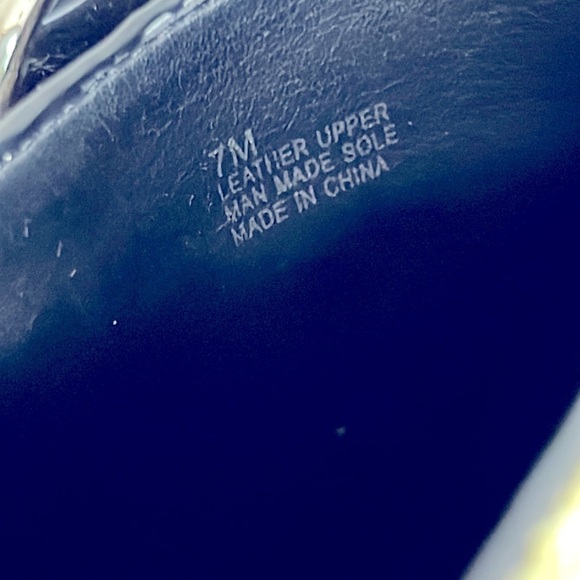 7M
LEATHER UPPER
MAN MADE SOLE
MADE IN CHINA